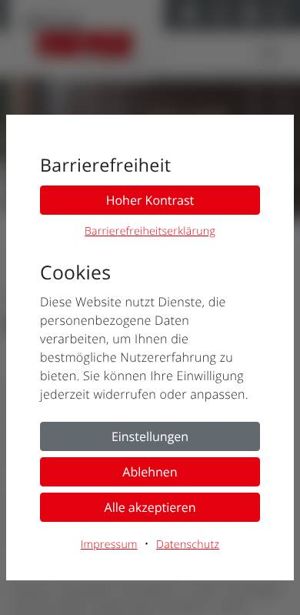 Barrierefreiheit
Hoher Kontrast
Barrierefreiheitserklärung
Cookies
Diese Website nutzt Dienste, die
personenbezogene Daten
verarbeiten, um Ihnen die
bestmögliche Nutzererfahrung zu
bieten. Sie können Ihre Einwilligung
jederzeit widerrufen oder anpassen.
Einstellungen
Ablehnen
Alle akzeptieren
Impressum • Datenschutz